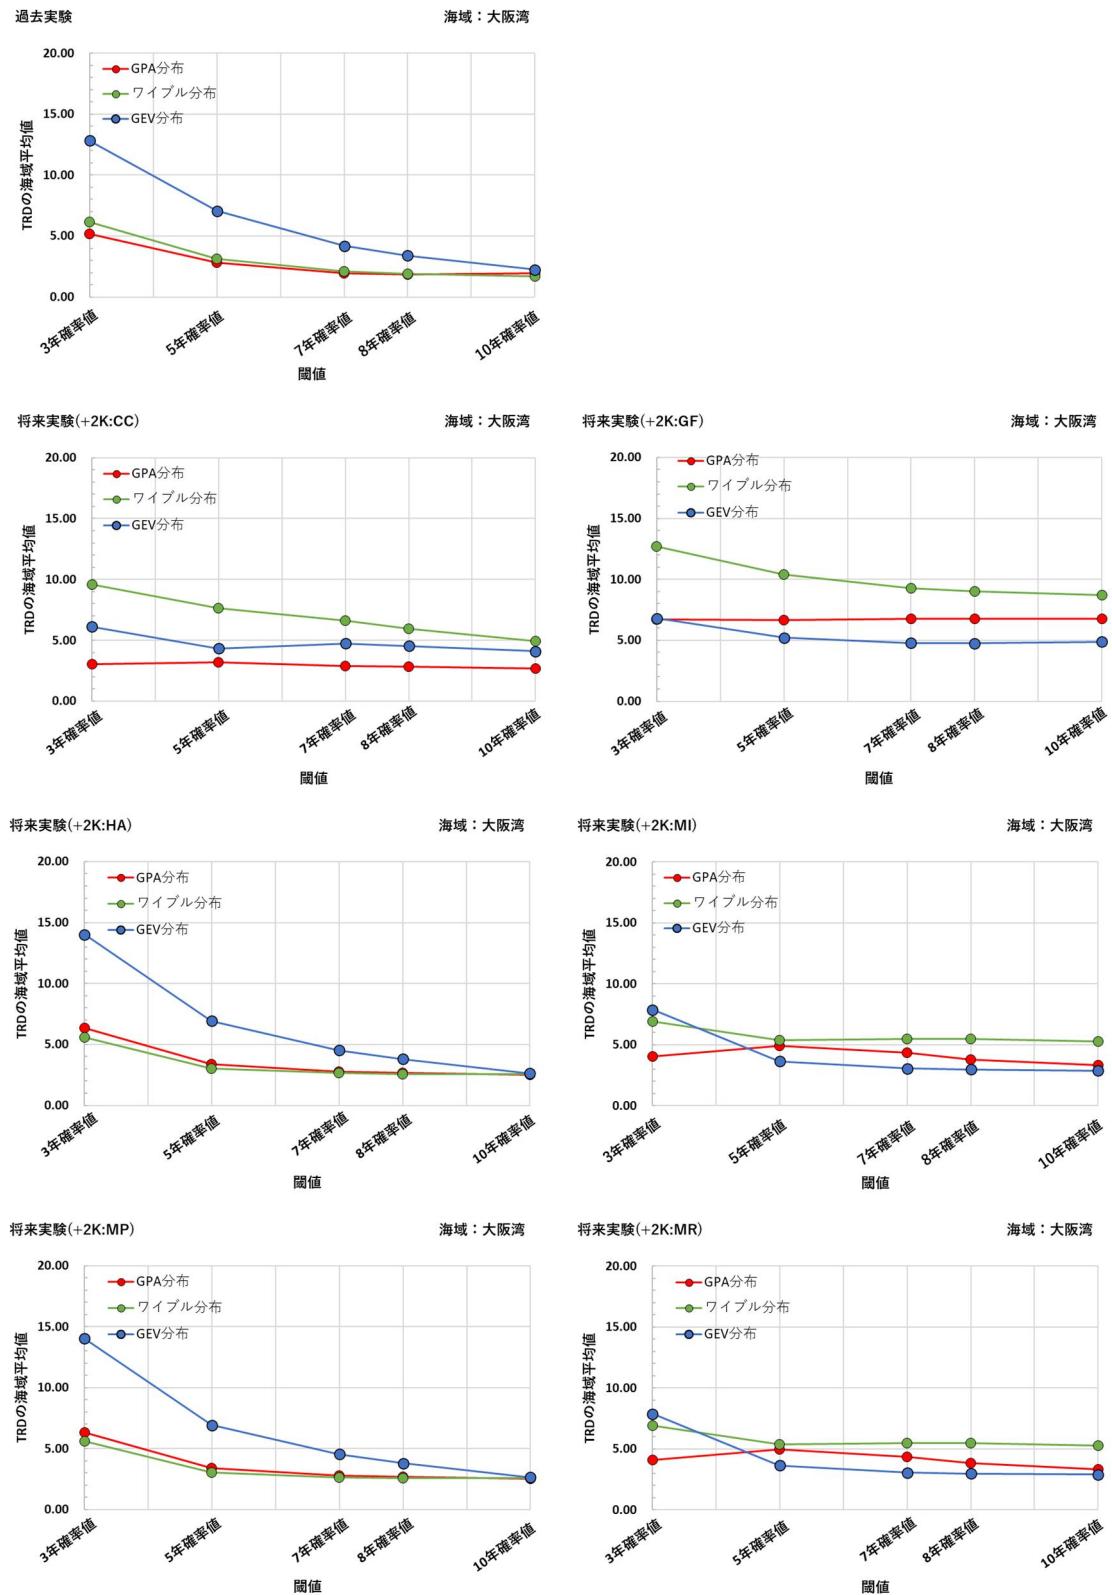 過去実験 海域：大阪湾
20.00
15.00
10.00
5.00
0.00
TRDの海域平均値
GPA分布
ワイブル分布
GEV分布
3年確率値 5年確率値 7年確率値 8年確率値 10年確率値
閾値
将来実験(+2K:CC) 海域：大阪湾
20.00
15.00
10.00
5.00
0.00
TRDの海域平均値
GPA分布
ワイブル分布
GEV分布
3年確率値 5年確率値 7年確率値 8年確率値 10年確率値
閾値
将来実験(+2K:GF) 海域：大阪湾
20.00
15.00
10.00
5.00
0.00
TRDの海域平均値
GPA分布
ワイブル分布
GEV分布
3年確率値 5年確率値 7年確率値 8年確率値 10年確率値
閾値
将来実験(+2K:HA) 海域：大阪湾
20.00
15.00
10.00
5.00
0.00
TRDの海域平均値
GPA分布
ワイブル分布
GEV分布
3年確率値 5年確率値 7年確率値 8年確率値 10年確率値
閾値
将来実験(+2K:MI) 海域：大阪湾
20.00
15.00
10.00
5.00
0.00
TRDの海域平均値
GPA分布
ワイブル分布
GEV分布
3年確率値 5年確率値 7年確率値 8年確率値 10年確率値
閾値
将来実験(+2K:MP) 海域：大阪湾
20.00
15.00
10.00
5.00
0.00
TRDの海域平均値
GPA分布
ワイブル分布
GEV分布
3年確率値 5年確率値 7年確率値 8年確率値 10年確率値
閾値
将来実験(+2K:MR) 海域：大阪湾
20.00
15.00
10.00
5.00
0.00
TRDの海域平均値
GPA分布
ワイブル分布
GEV分布
3年確率値 5年確率値 7年確率値 8年確率値 10年確率値
閾値